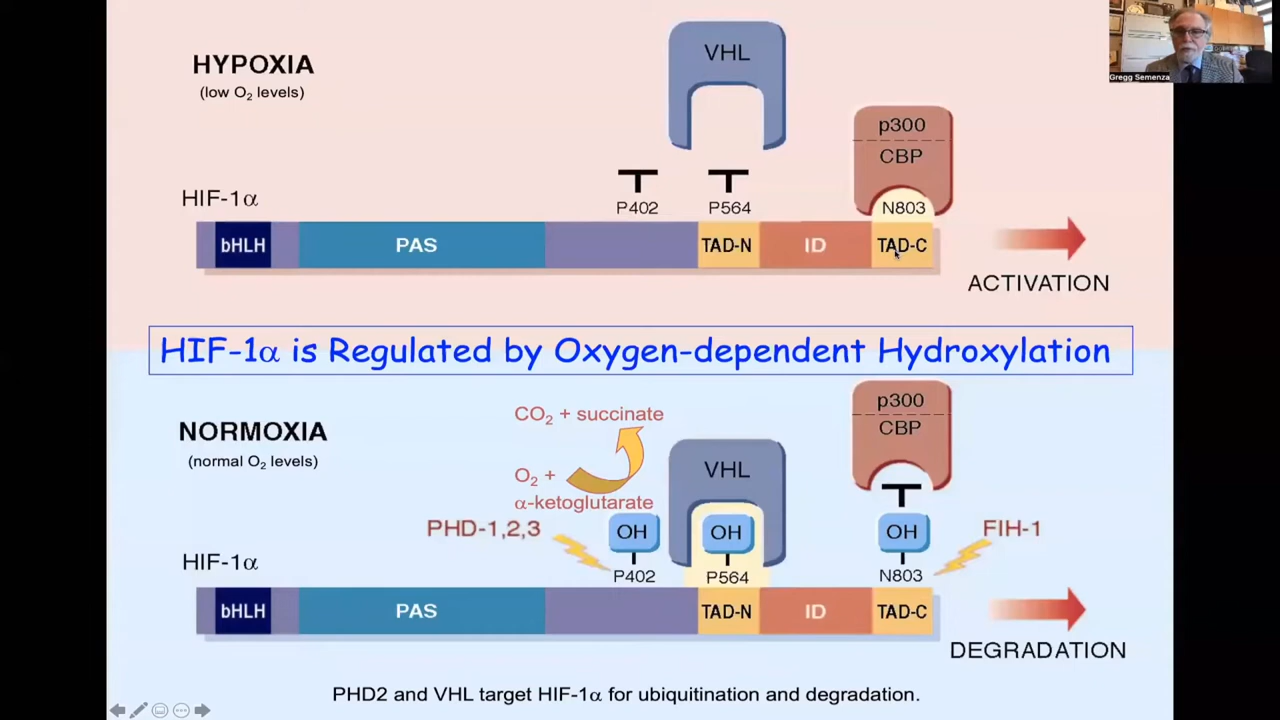 Gregg Semenza
HYPOXIA
(low O₂ levels)
VHL
p300
CBP
HIF-1α
P402
P564
N803
bHLH
PAS
TAD-N
ID
TAD-C
ACTIVATION
HIF-1α is Regulated by Oxygen-dependent Hydroxylation
NORMOXIA
(normal O₂ levels)
CO₂ + succinate
O₂ +
α-ketoglutarate
VHL
p300
CBP
PHD-1,2,3
OH
OH
OH
FIH-1
HIF-1α
P402
P564
N803
bHLH
PAS
TAD-N
ID
TAD-C
DEGRADATION
PHD2 and VHL target HIF-1α for ubiquitination and degradation.